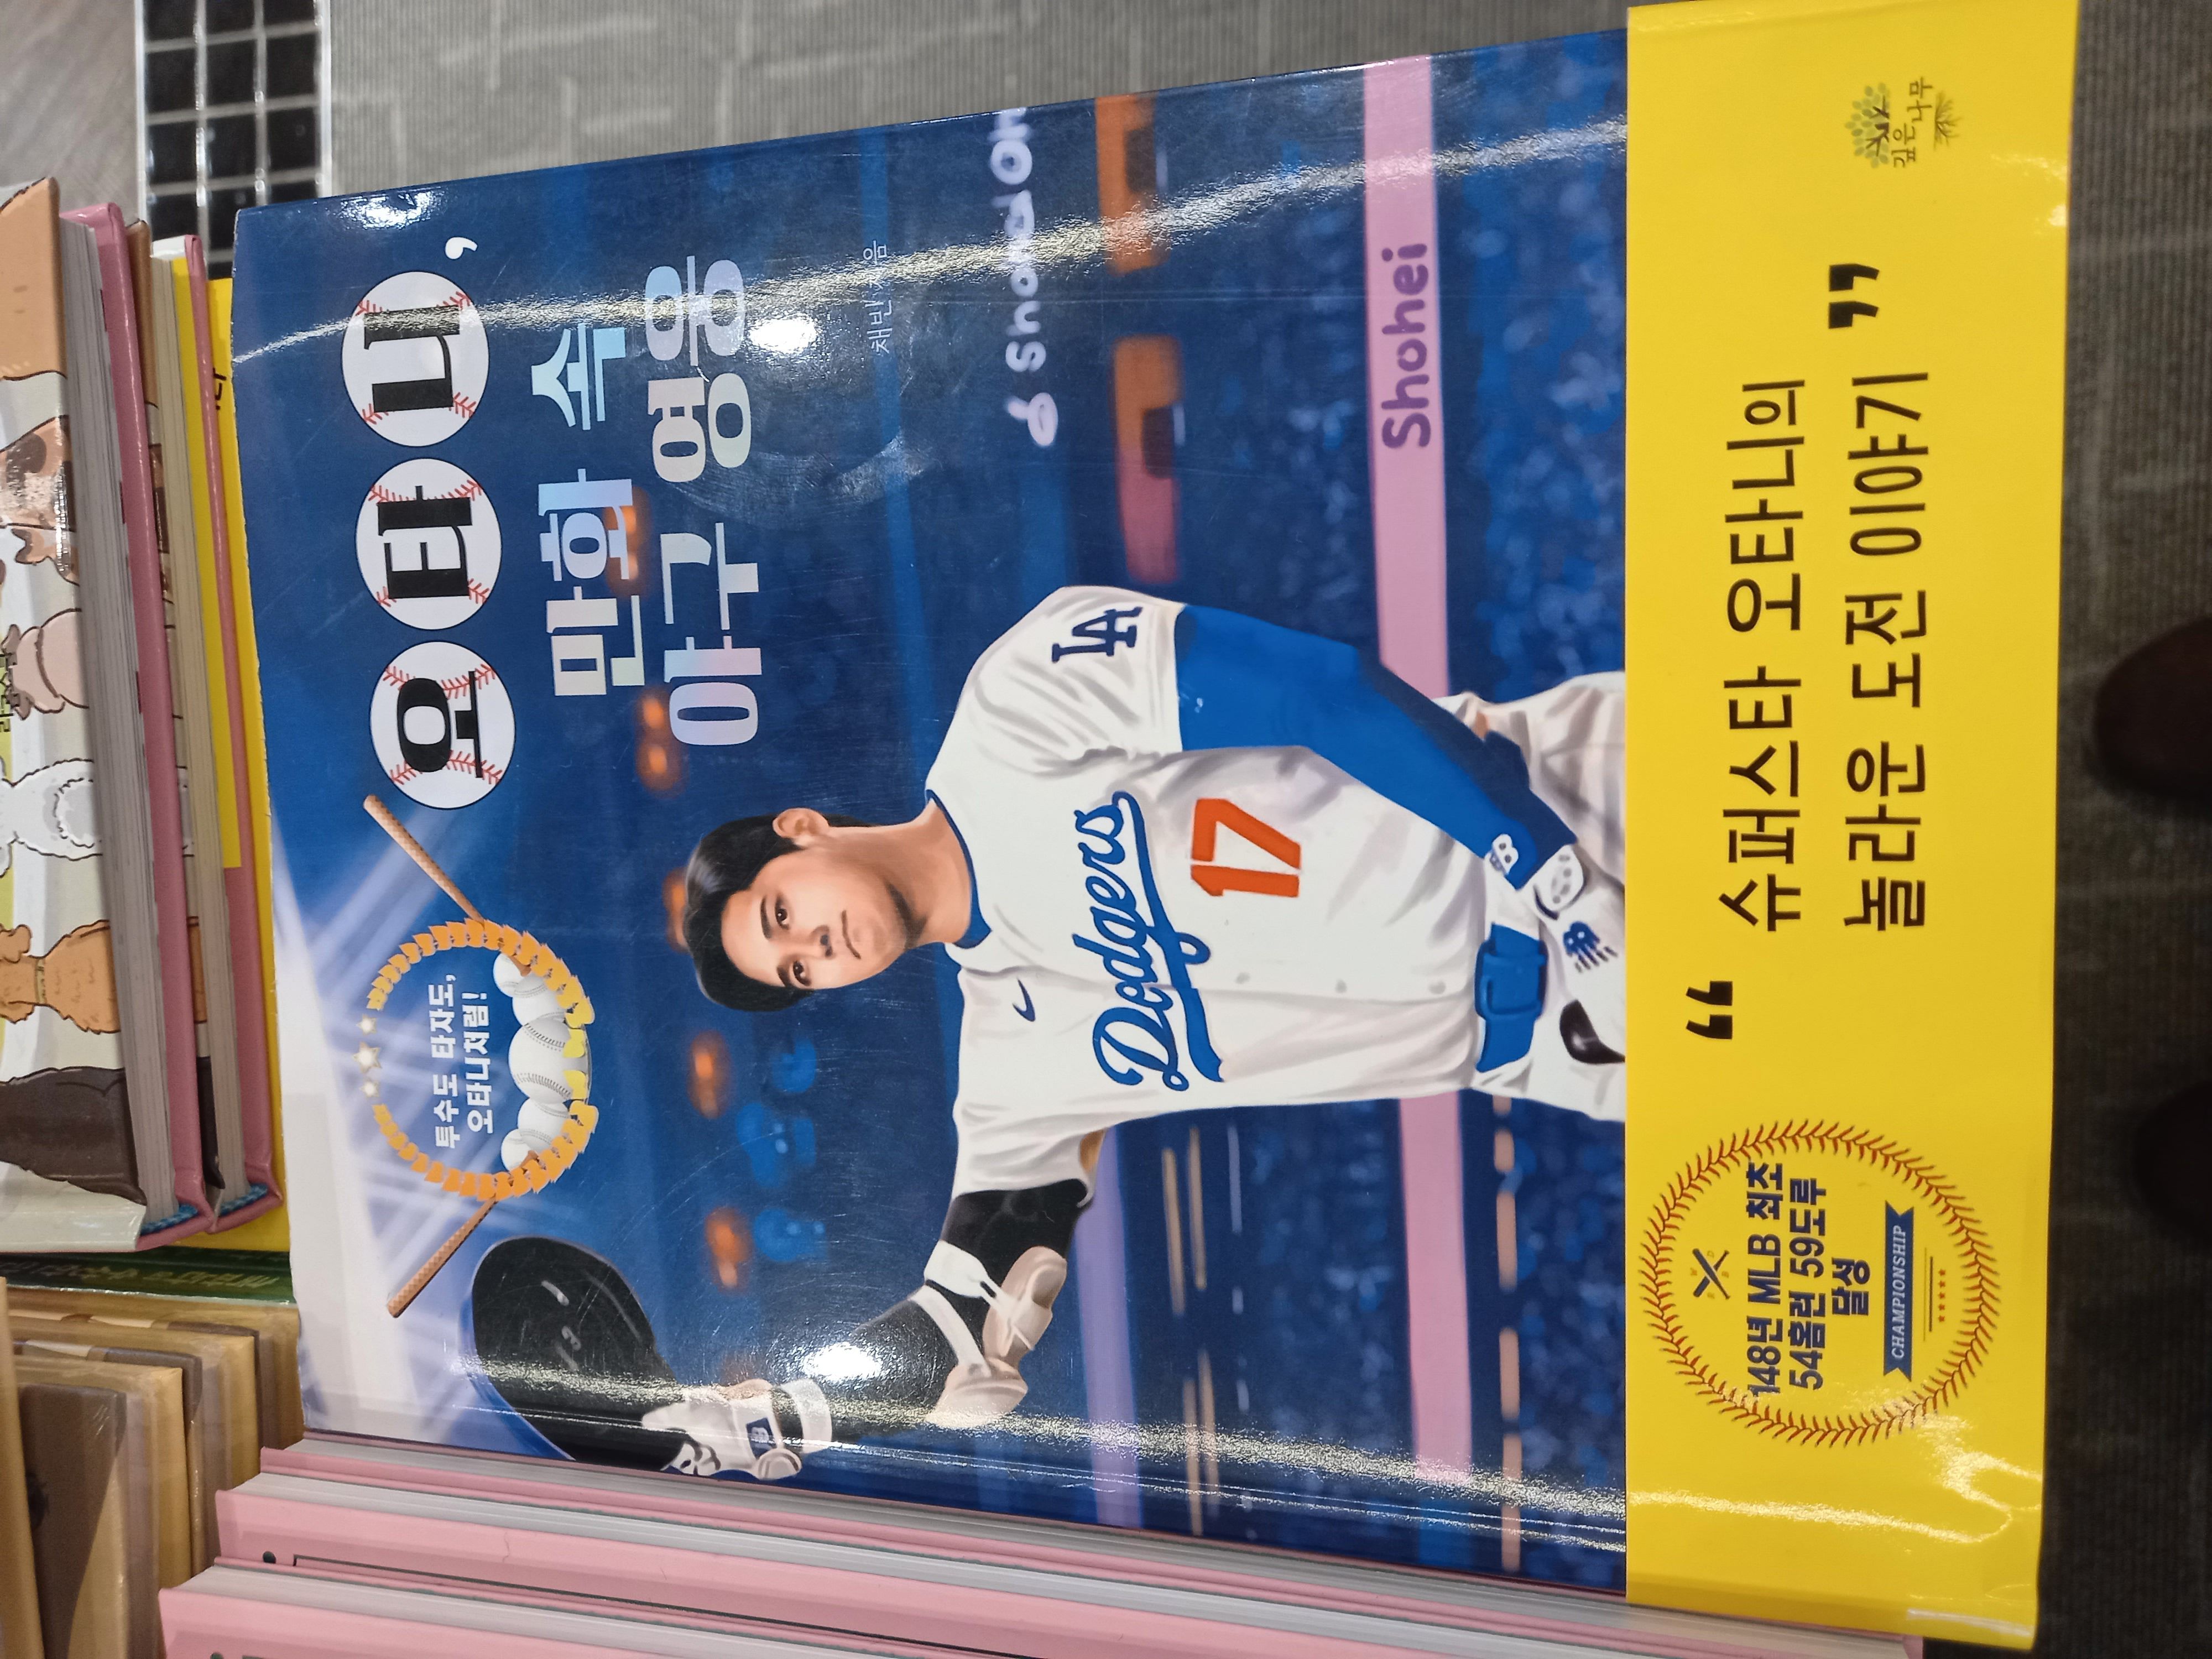 투수도 타자도,
오타니처럼!
오타니,
만화 속
야구 영웅
채반 지음
Shohei
LA
Dodgers
17
B
B
B
148년 MLB 최초
54홈런 59도루
달성
CHAMPIONSHIP
“ 슈퍼스타 오타니의
놀라운 도전 이야기 ”
깊은나무